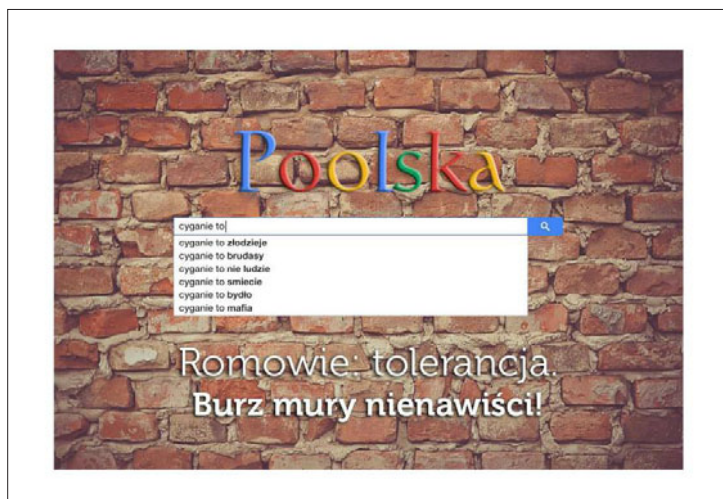 Poolska
cyganie to
cyganie to złodzieje
cyganie to brudasy
cyganie to nie ludzie
cyganie to smiecie
cyganie to bydło
cyganie to mafia
Romowie: tolerancja.
Burz mury nienawiści!